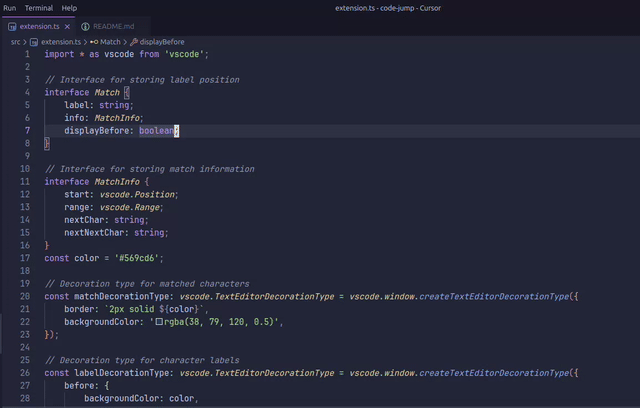 Run Terminal Help extension.ts - code-jump - Cursor
extension.ts × README.md
src > extension.ts > Match > displayBefore
1 import * as vscode from 'vscode';
2
3 // Interface for storing label position
4 interface Match {
5 label: string;
6 info: MatchInfo;
7 displayBefore: boolean;
8 }
9
10 // Interface for storing match information
11 interface MatchInfo {
12 start: vscode.Position;
13 range: vscode.Range;
14 nextChar: string;
15 nextNextChar: string;
16 }
17 const color = '#569cd6';
18
19 // Decoration type for matched characters
20 const matchDecorationType: vscode.TextEditorDecorationType = vscode.window.createTextEditorDecorationType({
21 border: `2px solid ${color}`,
22 backgroundColor: 'rgba(38, 79, 120, 0.5)',
23 });
24
25 // Decoration type for character labels
26 const labelDecorationType: vscode.TextEditorDecorationType = vscode.window.createTextEditorDecorationType({
27 before: {
28 backgroundColor: color,